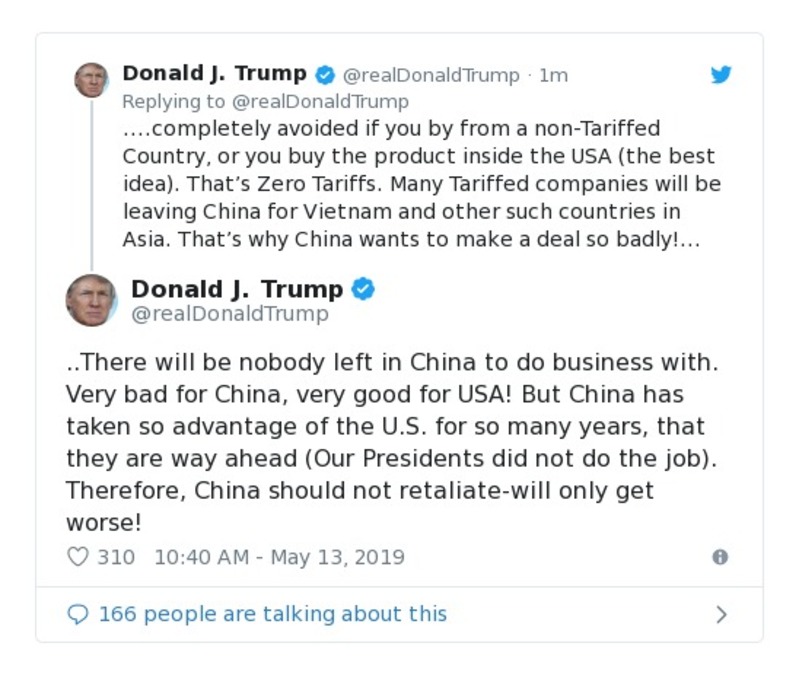 Donald J. Trump @realDonaldTrump · 1m
Replying to @realDonaldTrump
....completely avoided if you by from a non-Tariffed
Country, or you buy the product inside the USA (the best
idea). That’s Zero Tariffs. Many Tariffed companies will be
leaving China for Vietnam and other such countries in
Asia. That’s why China wants to make a deal so badly!...
Donald J. Trump
@realDonaldTrump
..There will be nobody left in China to do business with.
Very bad for China, very good for USA! But China has
taken so advantage of the U.S. for so many years, that
they are way ahead (Our Presidents did not do the job).
Therefore, China should not retaliate-will only get
worse!
310 10:40 AM - May 13, 2019
166 people are talking about this